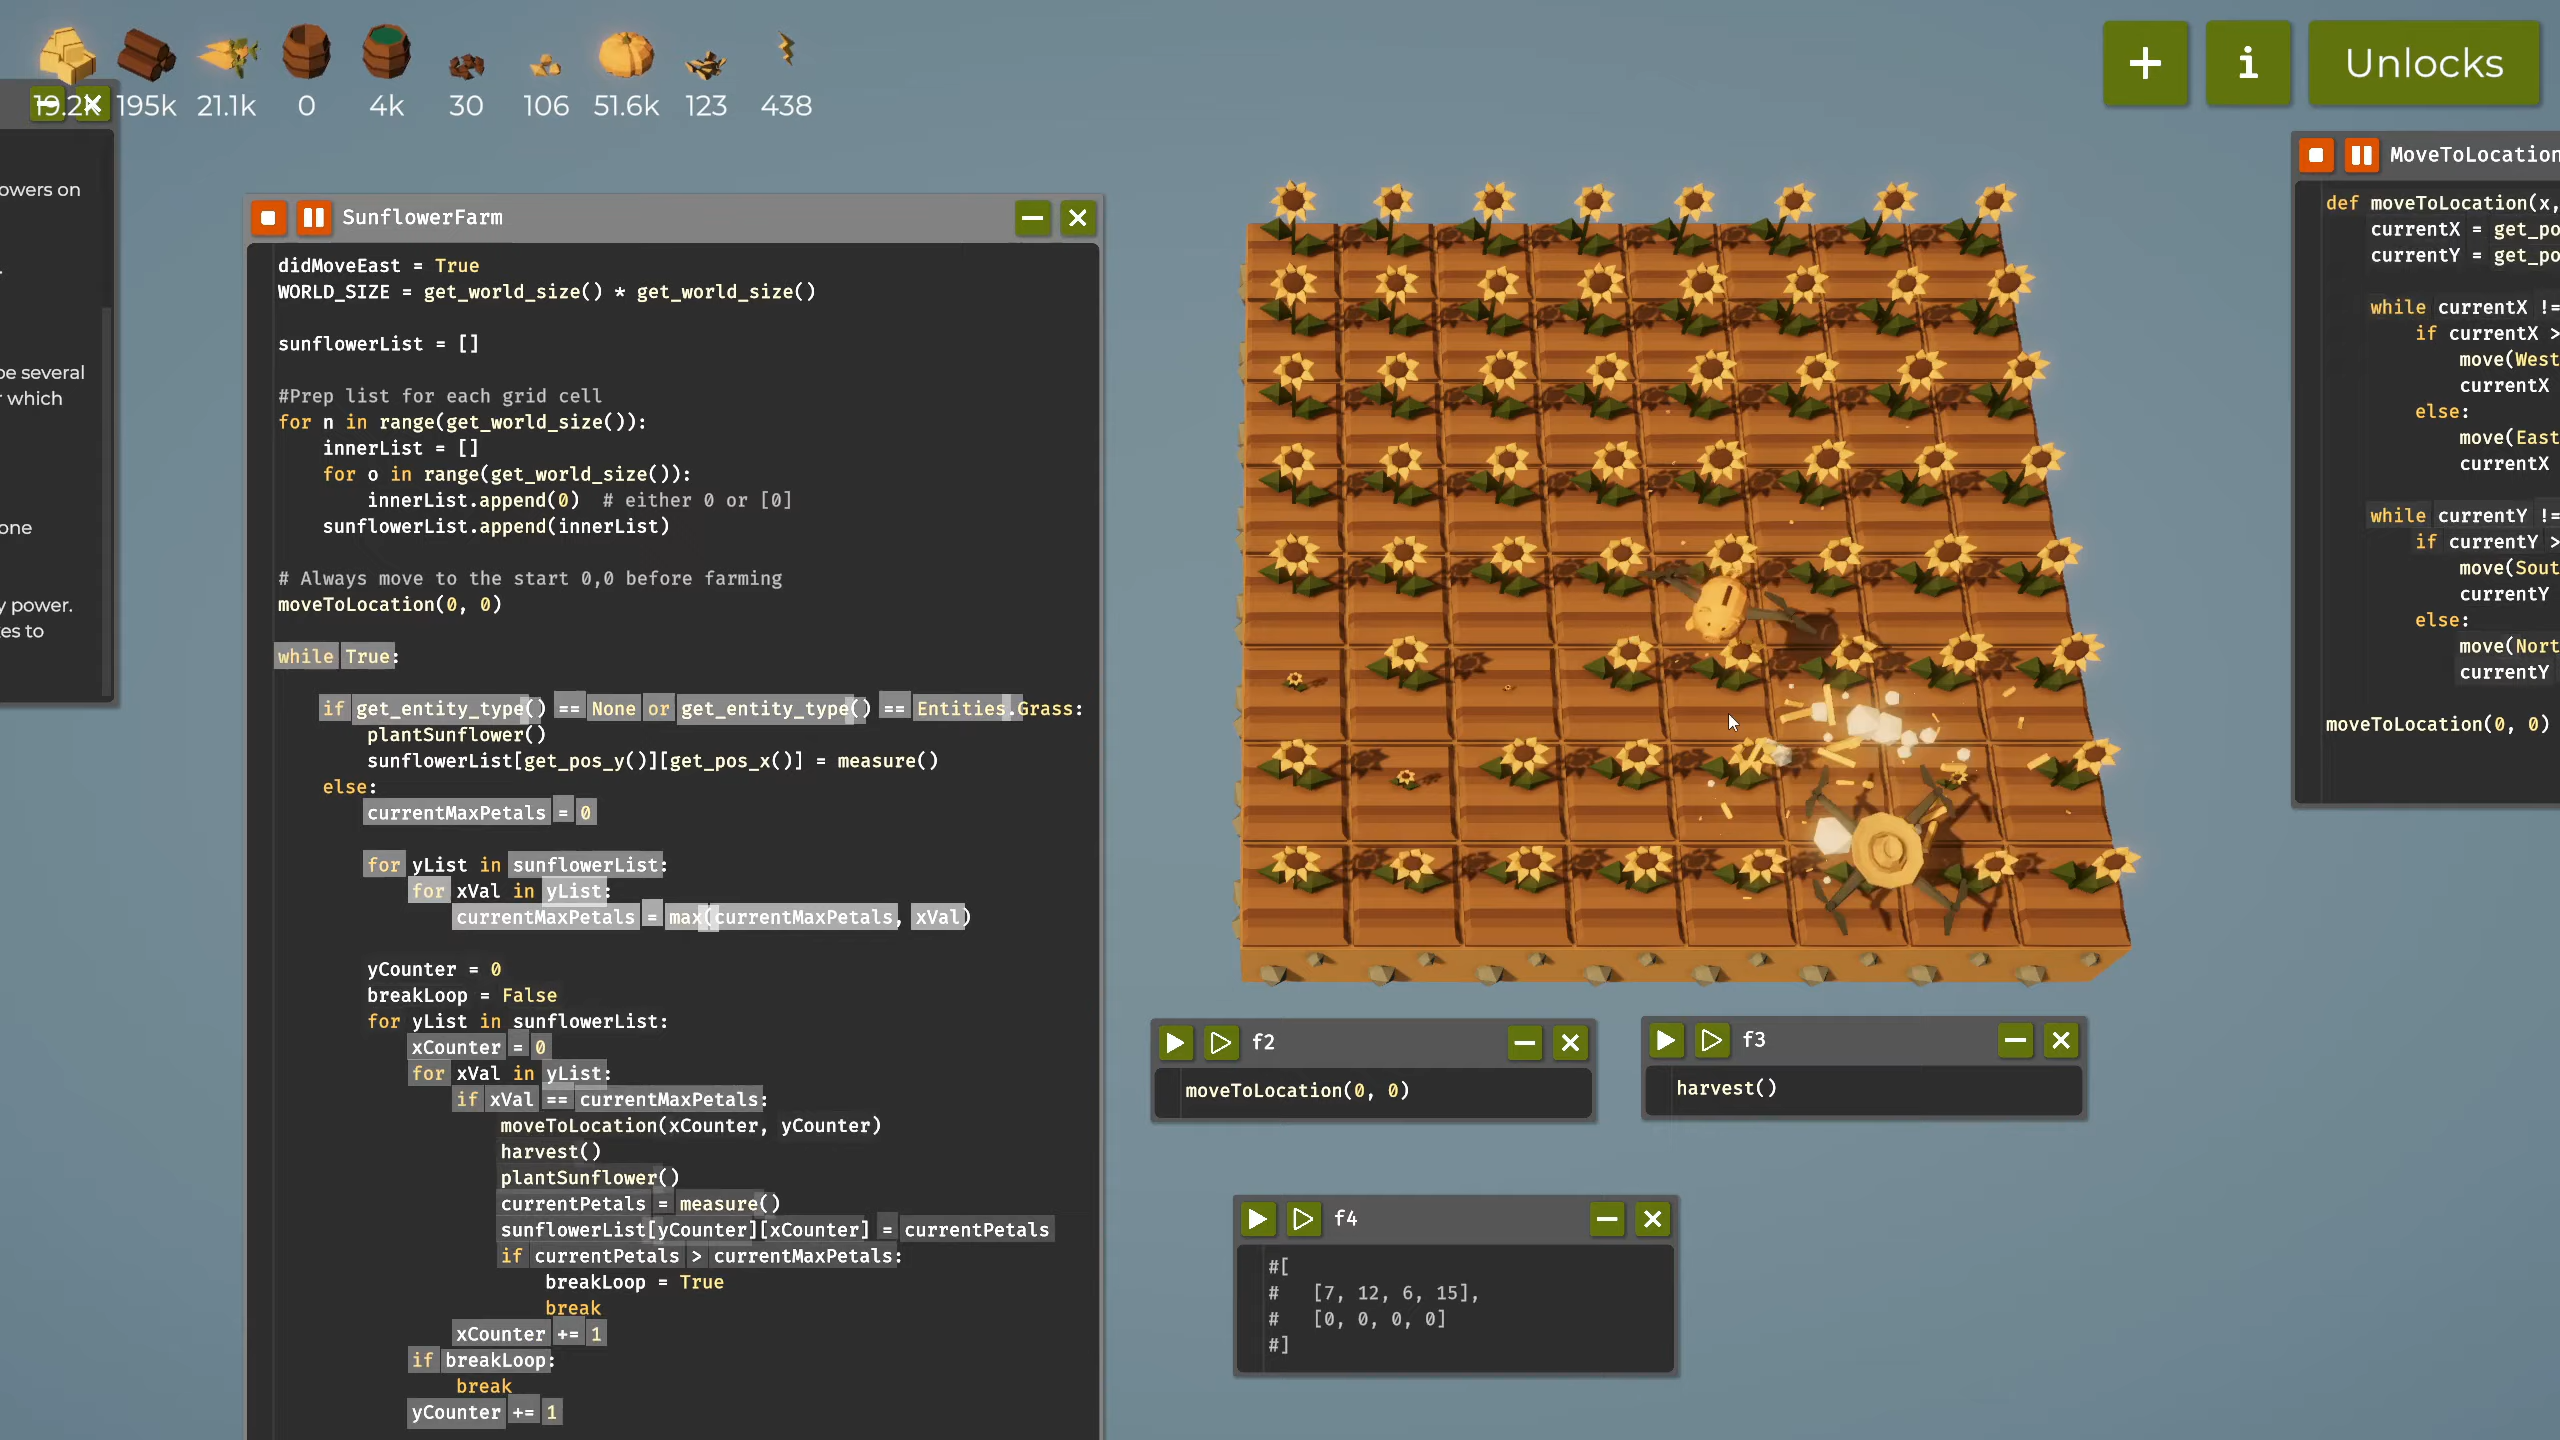 19.2k 195k 21.1k 0 4k 30 106 51.6k 123 438
+ i Unlocks
owers on
.
be several
which
one
y power.
es to
SunflowerFarm
didMoveEast = True
WORLD_SIZE = get_world_size() * get_world_size()
sunflowerList = []
#Prep list for each grid cell
for n in range(get_world_size()):
    innerList = []
    for o in range(get_world_size()):
        innerList.append(0)  # either 0 or [0]
    sunflowerList.append(innerList)
# Always move to the start 0,0 before farming
moveToLocation(0, 0)
while True:
    if get_entity_type() == None or get_entity_type() == Entities.Grass:
        plantSunflower()
        sunflowerList[get_pos_y()][get_pos_x()] = measure()
    else:
        currentMaxPetals = 0
        for yList in sunflowerList:
            for xVal in yList:
                currentMaxPetals = max(currentMaxPetals, xVal)
        yCounter = 0
        breakLoop = False
        for yList in sunflowerList:
            xCounter = 0
            for xVal in yList:
                if xVal == currentMaxPetals:
                    moveToLocation(xCounter, yCounter)
                    harvest()
                    plantSunflower()
                    currentPetals = measure()
                    sunflowerList[yCounter][xCounter] = currentPetals
                    if currentPetals > currentMaxPetals:
                        breakLoop = True
                        break
                xCounter += 1
            if breakLoop:
                break
            yCounter += 1
MoveToLocation
def moveToLocation(x,
    currentX = get_po
    currentY = get_po
    while currentX !=
        if currentX >
            move(West
            currentX
        else:
            move(East
            currentX
    while currentY !=
        if currentY >
            move(Sout
            currentY
        else:
            move(Nort
            currentY
moveToLocation(0, 0)
f2
moveToLocation(0, 0)
f3
harvest()
f4
#[
#   [7, 12, 6, 15],
#   [0, 0, 0, 0]
#]